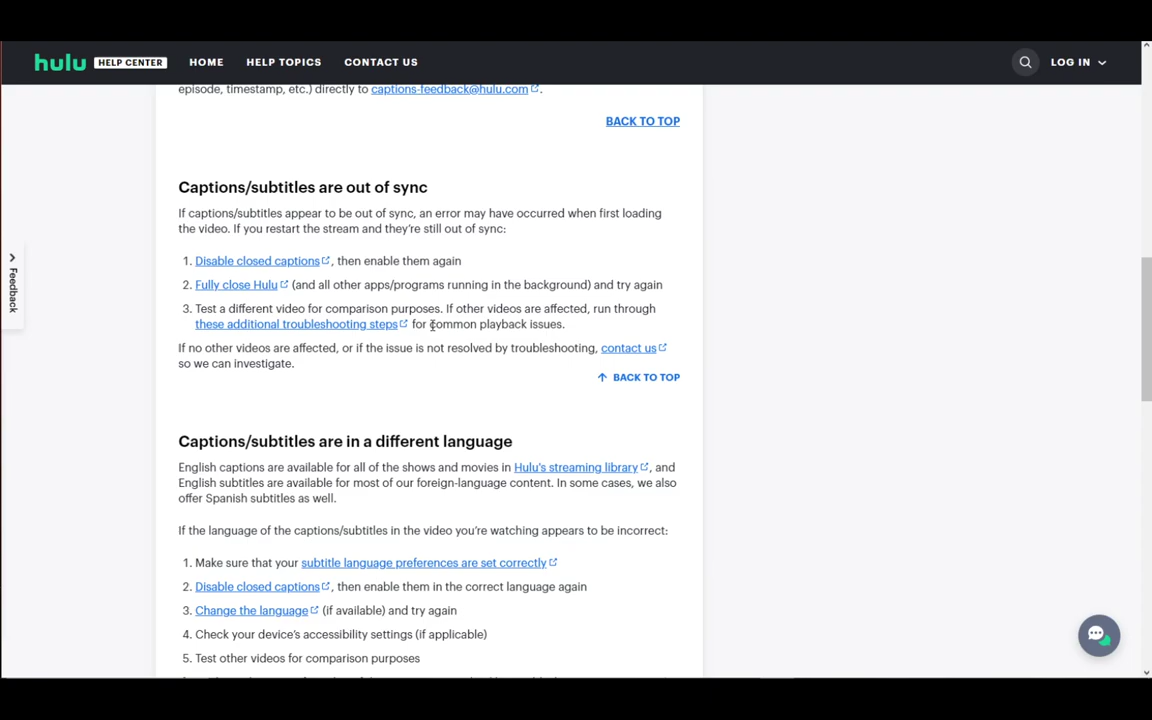 hulu HELP CENTER HOME HELP TOPICS CONTACT US LOG IN
episode, timestamp, etc.) directly to captions-feedback@hulu.com.
BACK TO TOP
Captions/subtitles are out of sync
If captions/subtitles appear to be out of sync, an error may have occurred when first loading
the video. If you restart the stream and they're still out of sync:
1. Disable closed captions, then enable them again
2. Fully close Hulu (and all other apps/programs running in the background) and try again
3. Test a different video for comparison purposes. If other videos are affected, run through
these additional troubleshooting steps for common playback issues.
If no other videos are affected, or if the issue is not resolved by troubleshooting, contact us
so we can investigate.
BACK TO TOP
Captions/subtitles are in a different language
English captions are available for all of the shows and movies in Hulu's streaming library, and
English subtitles are available for most of our foreign-language content. In some cases, we also
offer Spanish subtitles as well.
If the language of the captions/subtitles in the video you're watching appears to be incorrect:
1. Make sure that your subtitle language preferences are set correctly
2. Disable closed captions, then enable them in the correct language again
3. Change the language (if available) and try again
4. Check your device's accessibility settings (if applicable)
5. Test other videos for comparison purposes
Feedback